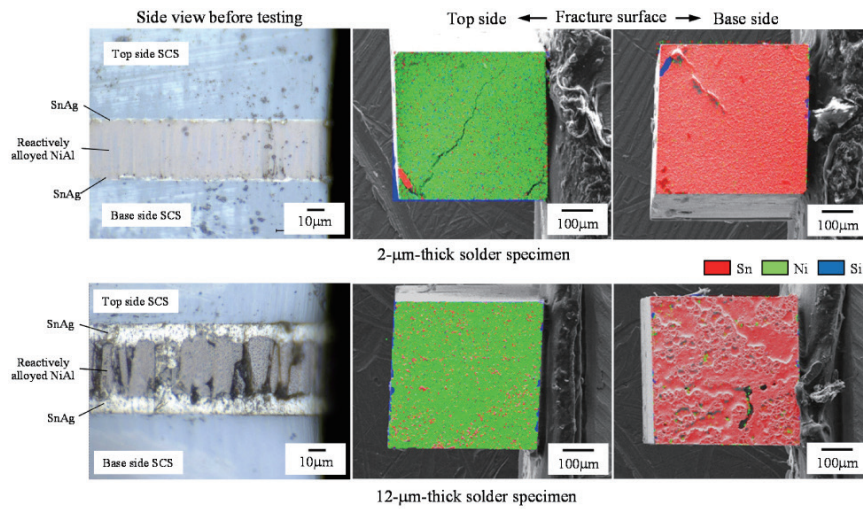 Side view before testing
Top side ← Fracture surface → Base side
Top side SCS
SnAg
Reactively
alloyed NiAl
SnAg
Base side SCS
10μm
100μm
100μm
2-μm-thick solder specimen
Sn Ni Si
Top side SCS
SnAg
Reactively
alloyed NiAl
SnAg
Base side SCS
10μm
100μm
100μm
12-μm-thick solder specimen